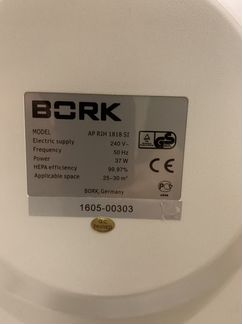 BORK
MODEL AP RIH 1818 SI
Electric supply 240 V~
Frequency 50 Hz
Power 37 W
HEPA efficiency 99.97%
Applicable space 25-30 m²
BORK, Germany
1605-00303